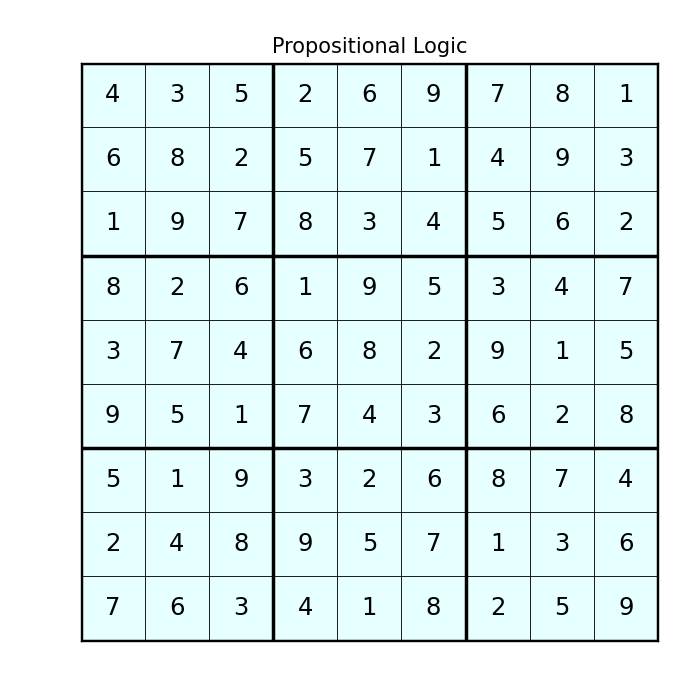 Propositional Logic
4 3 5 2 6 9 7 8 1
6 8 2 5 7 1 4 9 3
1 9 7 8 3 4 5 6 2
8 2 6 1 9 5 3 4 7
3 7 4 6 8 2 9 1 5
9 5 1 7 4 3 6 2 8
5 1 9 3 2 6 8 7 4
2 4 8 9 5 7 1 3 6
7 6 3 4 1 8 2 5 9